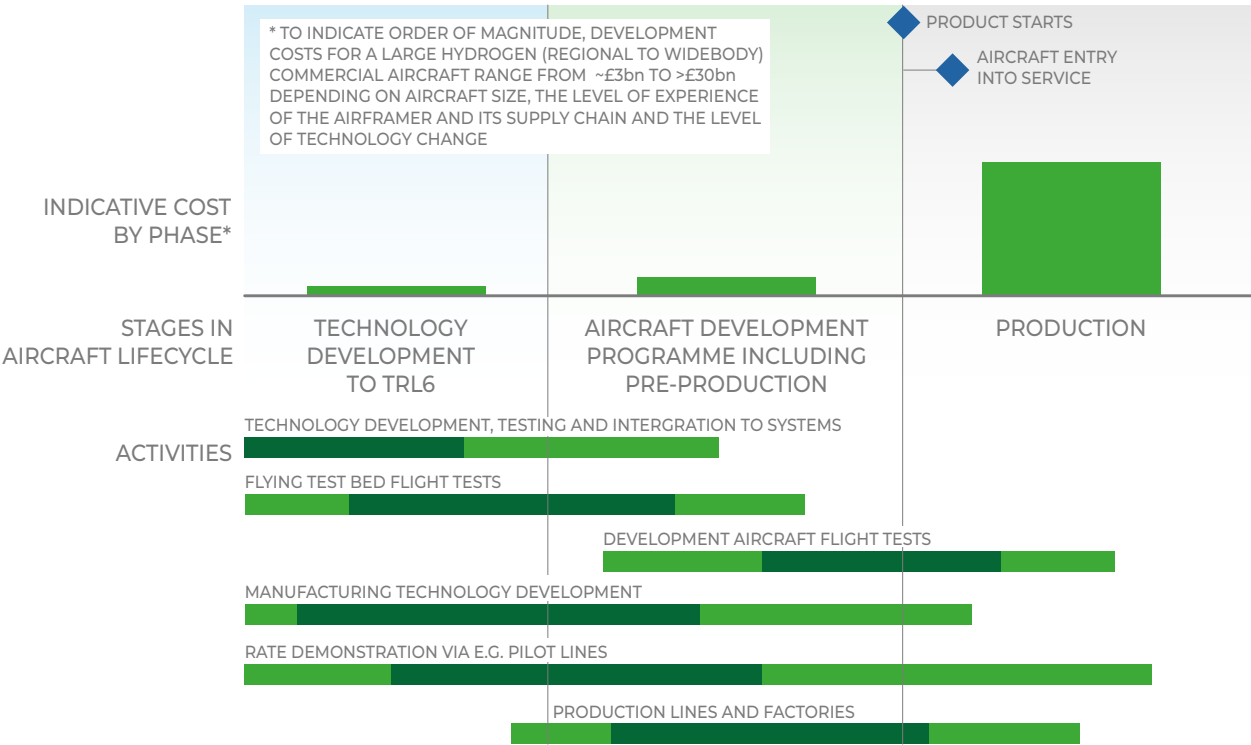 * TO INDICATE ORDER OF MAGNITUDE, DEVELOPMENT
COSTS FOR A LARGE HYDROGEN (REGIONAL TO WIDEBODY)
COMMERCIAL AIRCRAFT RANGE FROM ~£3bn TO >£30bn
DEPENDING ON AIRCRAFT SIZE, THE LEVEL OF EXPERIENCE
OF THE AIRFRAMER AND ITS SUPPLY CHAIN AND THE LEVEL
OF TECHNOLOGY CHANGE
PRODUCT STARTS
AIRCRAFT ENTRY
INTO SERVICE
INDICATIVE COST
BY PHASE*
STAGES IN
AIRCRAFT LIFECYCLE
TECHNOLOGY
DEVELOPMENT
TO TRL6
AIRCRAFT DEVELOPMENT
PROGRAMME INCLUDING
PRE-PRODUCTION
PRODUCTION
ACTIVITIES
TECHNOLOGY DEVELOPMENT, TESTING AND INTERGRATION TO SYSTEMS
FLYING TEST BED FLIGHT TESTS
DEVELOPMENT AIRCRAFT FLIGHT TESTS
MANUFACTURING TECHNOLOGY DEVELOPMENT
RATE DEMONSTRATION VIA E.G. PILOT LINES
PRODUCTION LINES AND FACTORIES